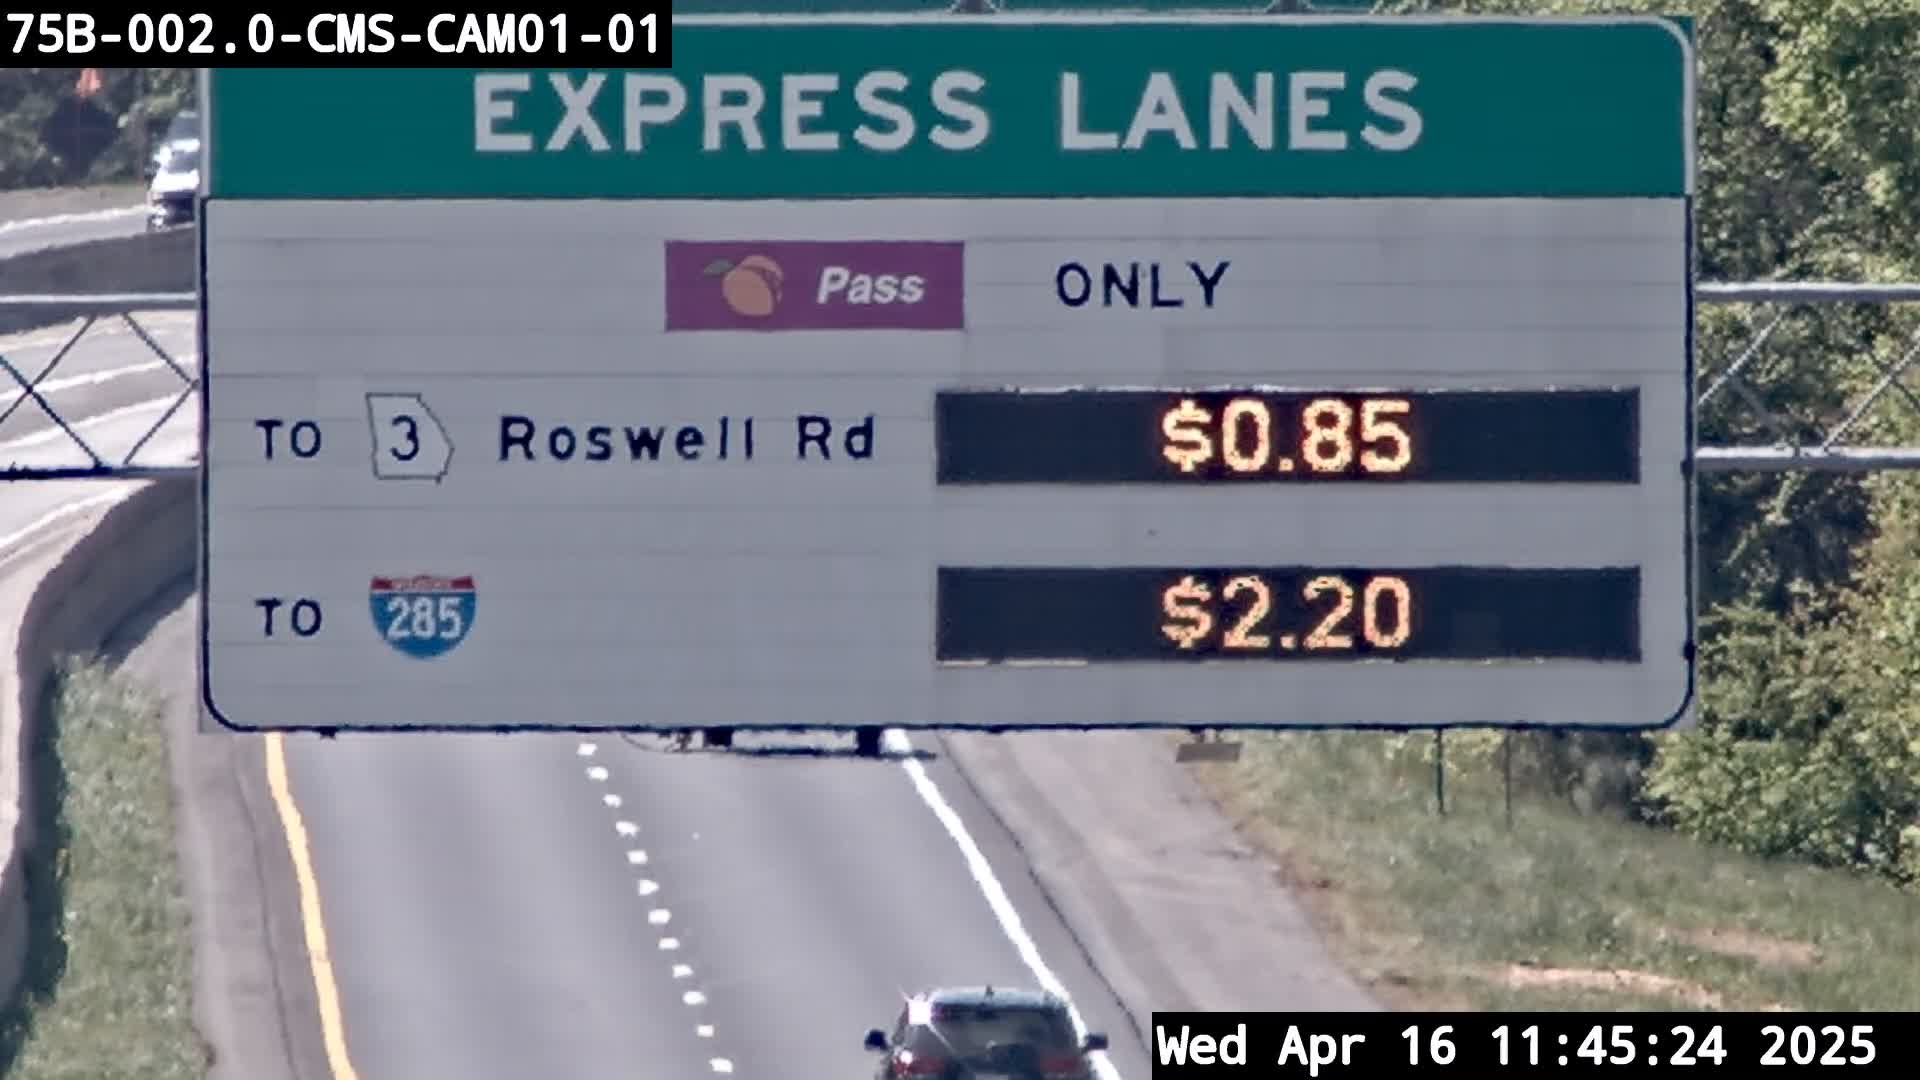 75B-002.0-CMS-CAM01-01
EXPRESS LANES
Pass ONLY
TO 3 Roswell Rd $0.85
TO 285 $2.20
Wed Apr 16 11:45:24 2025